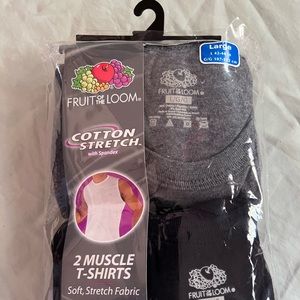 FRUIT OF THE LOOM®
COTTON
STRETCH
with Spandex
2 MUSCLE
T-SHIRTS
Soft, Stretch Fabric
Large
FRUIT OF THE LOOM®
L/G
FRUIT OF THE LOOM